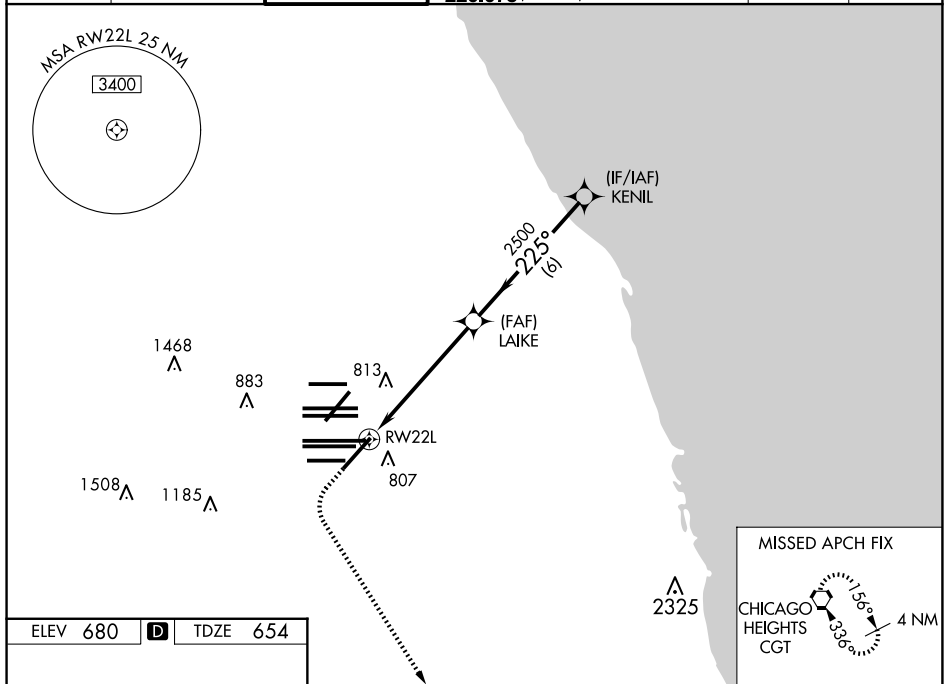 MSA RW22L 25 NM
3400
(IF/IAF)
KENIL
2500
225°
(6)
(FAF)
LAIKE
1468
883
813
RW22L
807
1508
1185
2325
MISSED APCH FIX
CHICAGO
HEIGHTS
CGT
156°
336°
4 NM
ELEV 680 D TDZE 654